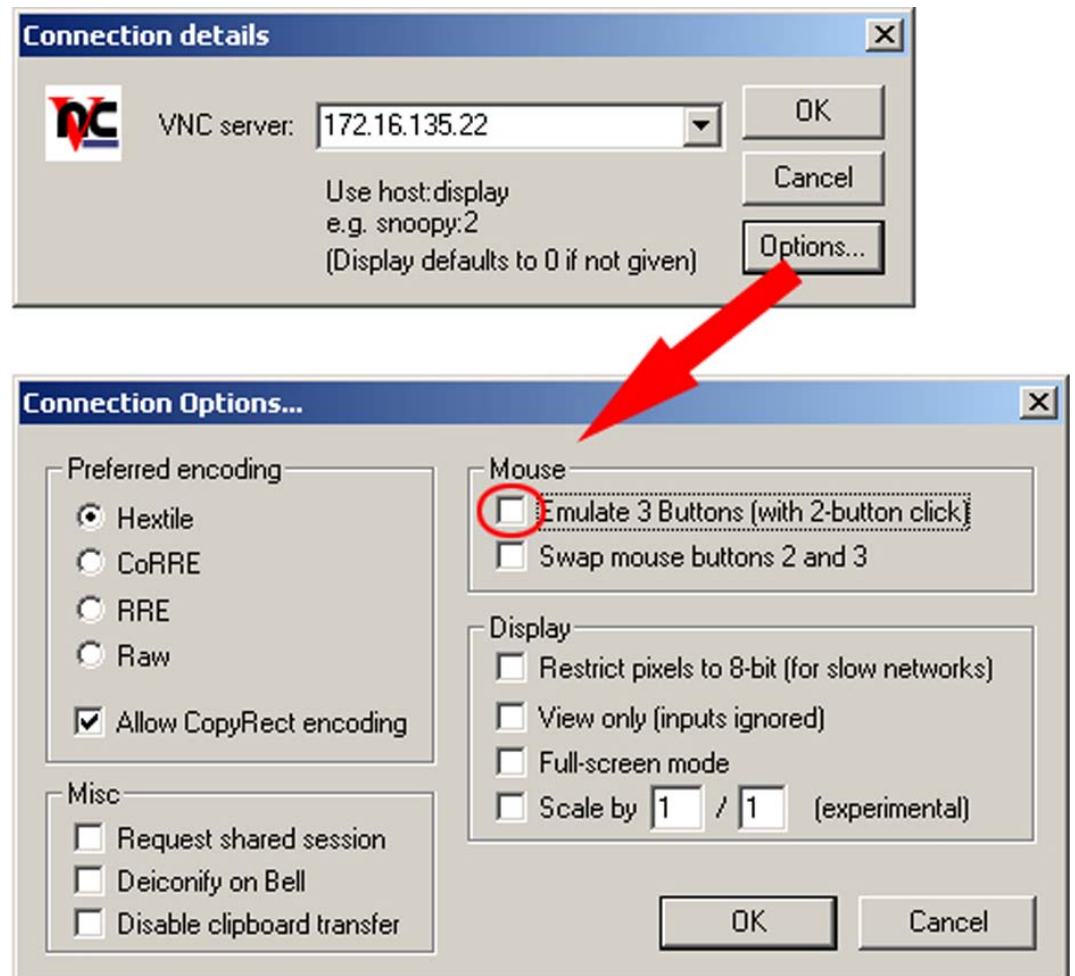 Connection details
VNC
VNC server:
172.16.135.22
OK
Use host:display
e.g. snoopy:2
(Display defaults to 0 if not given)
Cancel
Options...
Connection Options...
Preferred encoding
Hextile
CoRRE
RRE
Raw
Allow CopyRect encoding
Misc
Request shared session
Deiconify on Bell
Disable clipboard transfer
Mouse
Emulate 3 Buttons (with 2-button click)
Swap mouse buttons 2 and 3
Display
Restrict pixels to 8-bit (for slow networks)
View only (inputs ignored)
Full-screen mode
Scale by 1 / 1 (experimental)
OK
Cancel